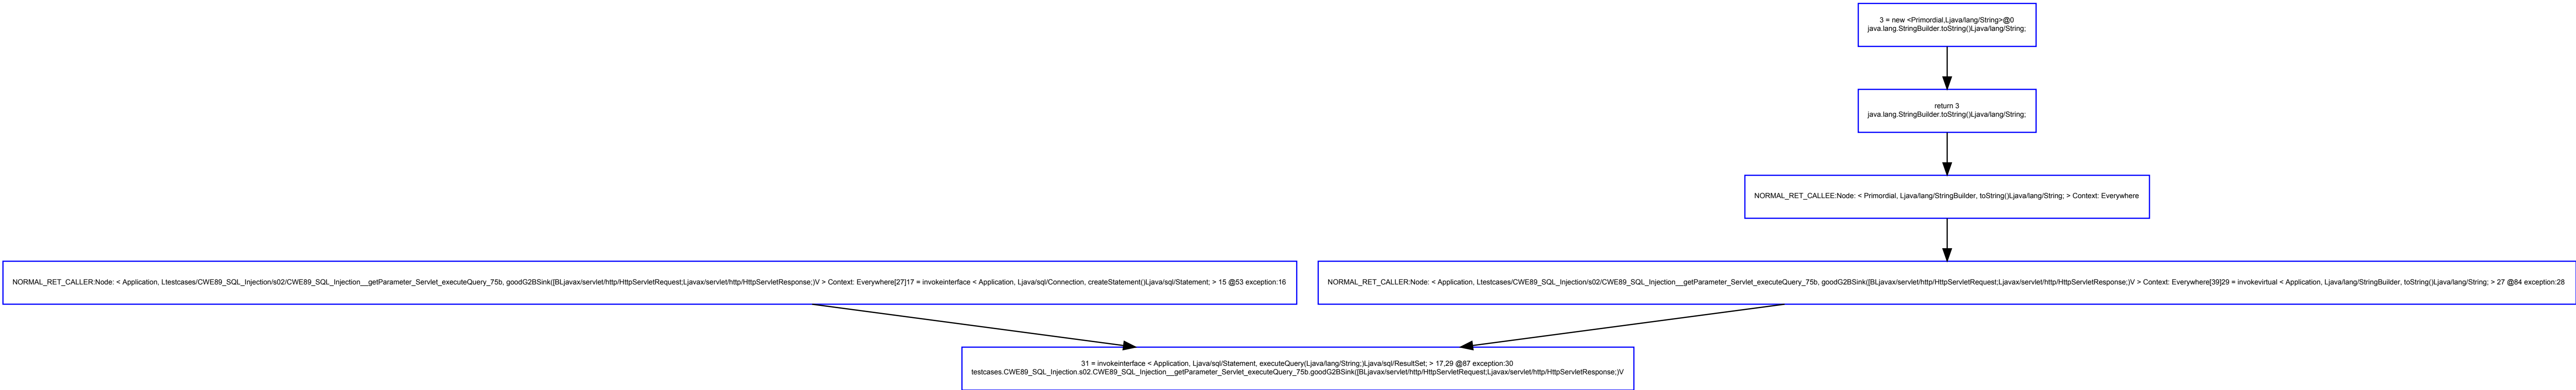 3 = new <Primordial,Ljava/lang/String>@0
java.lang.StringBuilder.toString()Ljava/lang/String;
return 3
java.lang.StringBuilder.toString()Ljava/lang/String;
NORMAL_RET_CALLEE:Node: < Primordial, Ljava/lang/StringBuilder, toString()Ljava/lang/String; > Context: Everywhere
NORMAL_RET_CALLER:Node: < Application, Ltestcases/CWE89_SQL_Injection/s02/CWE89_SQL_Injection__getParameter_Servlet_executeQuery_75b, goodG2BSink([BLjavax/servlet/http/HttpServletRequest;Ljavax/servlet/http/HttpServletResponse;)V > Context: Everywhere[27]17 = invokeinterface < Application, Ljava/sql/Connection, createStatement()Ljava/sql/Statement; > 15 @53 exception:16
NORMAL_RET_CALLER:Node: < Application, Ltestcases/CWE89_SQL_Injection/s02/CWE89_SQL_Injection__getParameter_Servlet_executeQuery_75b, goodG2BSink([BLjavax/servlet/http/HttpServletRequest;Ljavax/servlet/http/HttpServletResponse;)V > Context: Everywhere[39]29 = invokevirtual < Application, Ljava/lang/StringBuilder, toString()Ljava/lang/String; > 27 @84 exception:28
31 = invokeinterface < Application, Ljava/sql/Statement, executeQuery(Ljava/lang/String;)Ljava/sql/ResultSet; > 17,29 @87 exception:30
testcases.CWE89_SQL_Injection.s02.CWE89_SQL_Injection__getParameter_Servlet_executeQuery_75b.goodG2BSink([BLjavax/servlet/http/HttpServletRequest;Ljavax/servlet/http/HttpServletResponse;)V